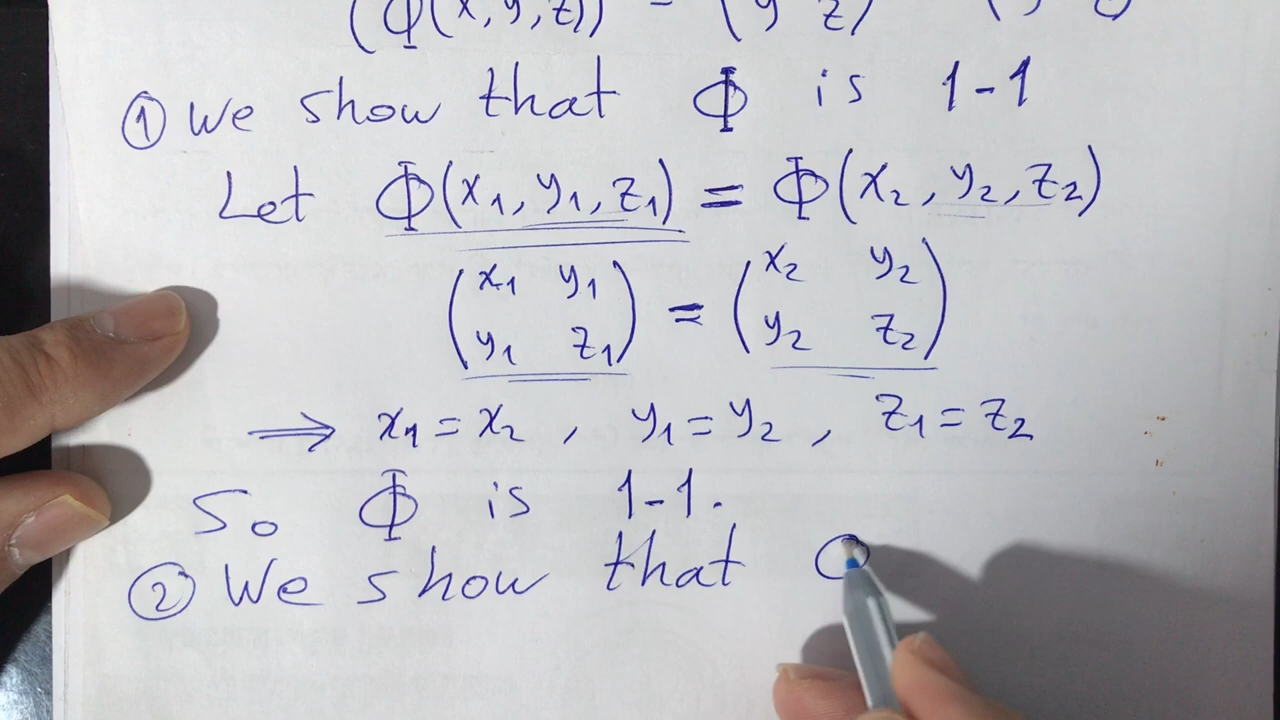 (Φ(x,y,z)) = (y z)
① We show that Φ is 1-1
Let Φ(x₁,y₁,z₁) = Φ(x₂,y₂,z₂)
(x₁ y₁) = (x₂ y₂)
(y₁ z₁) (y₂ z₂)
⟹ x₁ = x₂ , y₁ = y₂ , z₁ = z₂
So Φ is 1-1.
② We show that